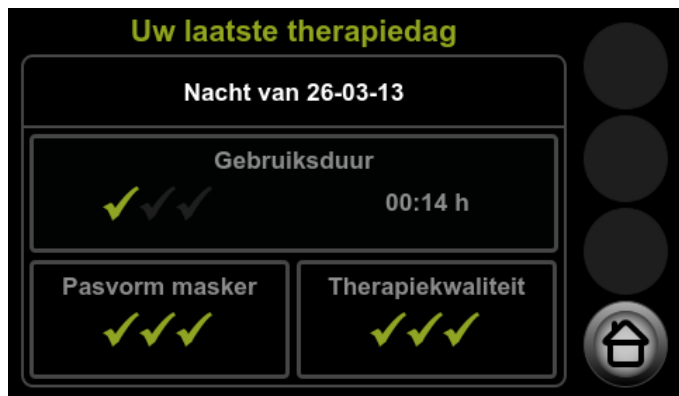 Uw laatste therapiedag
Nacht van 26-03-13
Gebruiksduur
00:14 h
Pasvorm masker
Therapiekwaliteit